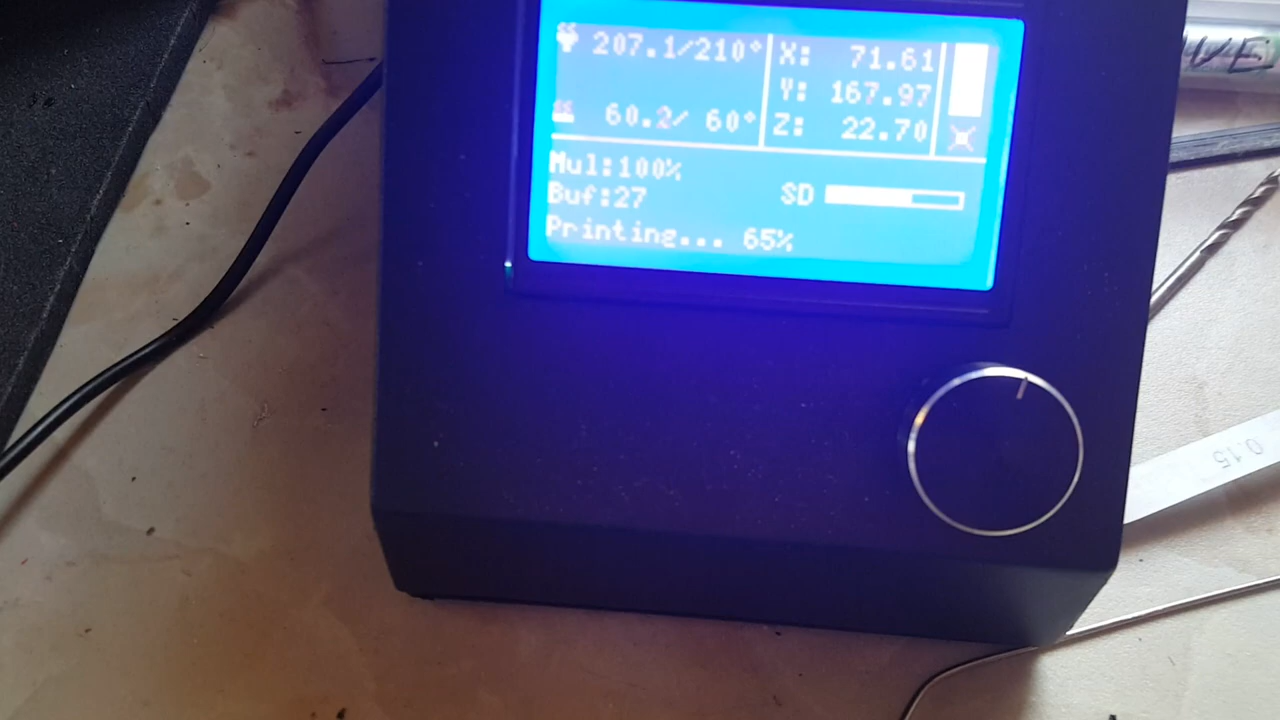 207.1/210°
60.2/ 60°
X: 71.61
Y: 167.97
Z: 22.70
Mul:100%
Buf:27
SD
Printing... 65%
VE
0.15